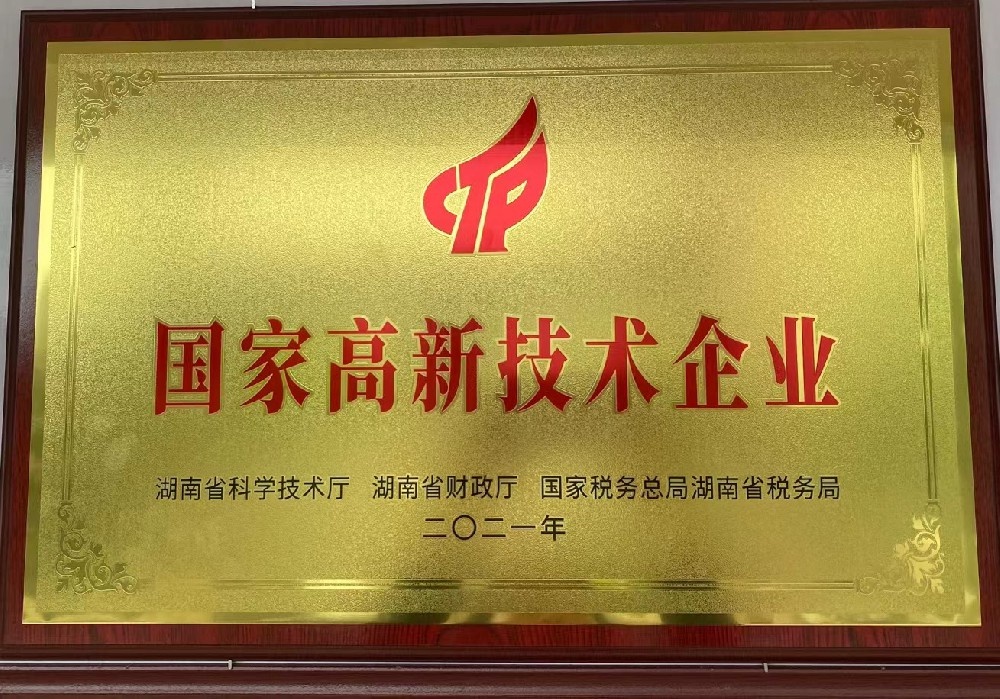 CTP
国家高新技术企业
湖南省科学技术厅 湖南省财政厅 国家税务总局湖南省税务局
二〇二一年